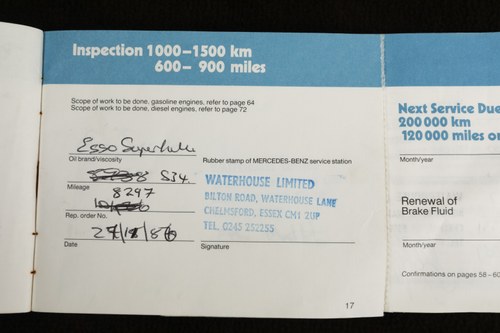 Inspection 1000–1500 km
600– 900 miles
Scope of work to be done, gasoline engines, refer to page 64
Scope of work to be done, diesel engines, refer to page 72
Esso Superlube
Oil brand/viscosity
Rubber stamp of MERCEDES-BENZ service station
534.
Mileage
8297
Rep. order No.
Date
WATERHOUSE LIMITED
BILTON ROAD, WATERHOUSE LANE
CHELMSFORD, ESSEX CM1 2UP
TEL. 0245 252255
Signature
17
Next Service Due
200 000 km
120 000 miles o
Month/year
Renewal of
Brake Fluid
Month/year
Confirmations on pages 58–60